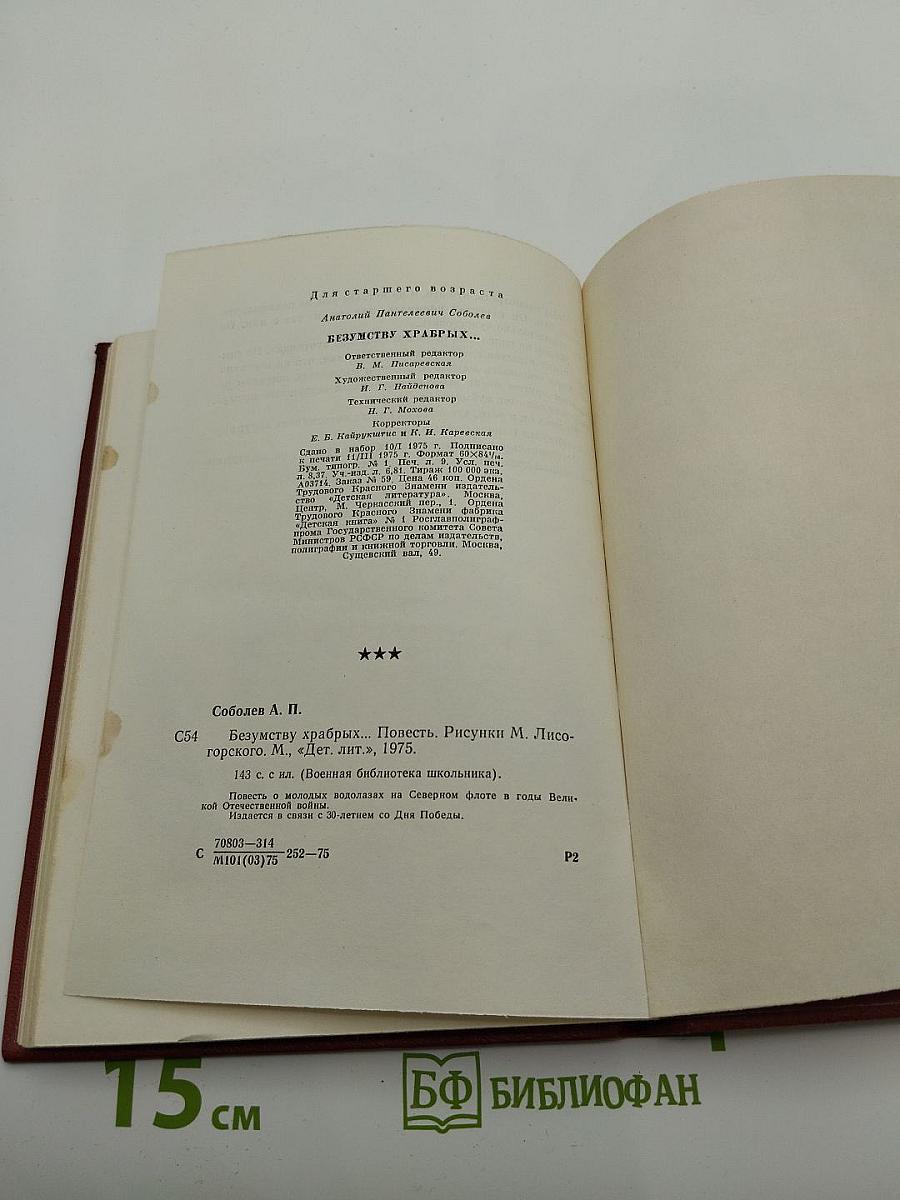 Для старшего возраста
Анатолий Пантелеевич Соболев
БЕЗУМСТВУ ХРАБРЫХ...
Ответственный редактор
В. М. Писаревская
Художественный редактор
И. Г. Найденова
Технический редактор
Н. Г. Мохова
Корректоры
Е. Б. Кайрукштис и К. И. Каревская
Сдано в набор 10/I 1975 г. Подписано
к печати 11/III 1975 г. Формат 60×84 1/16.
Бум. типогр. № 1. Печ. л. 9. Усл. печ.
л. 8,37. Уч.-изд. л. 6,81. Тираж 100 000 экз.
А03714. Заказ № 59. Цена 46 коп. Ордена
Трудового Красного Знамени издатель-
ство «Детская литература». Москва,
Центр, М. Черкасский пер., 1. Ордена
Трудового Красного Знамени фабрика
«Детская книга» № 1 Росглавполиграф-
прома Государственного комитета Совета
Министров РСФСР по делам издательств,
полиграфии и книжной торговли. Москва,
Сущевский вал, 49.
★★★
Соболев А. П.
С54 Безумству храбрых... Повесть. Рисунки М. Лисо-
горского. М., «Дет. лит.», 1975.
143 с. с ил. (Военная библиотека школьника).
Повесть о молодых водолазах на Северном флоте в годы Вели-
кой Отечественной войны.
Издается в связи с 30-летием со Дня Победы.
70803—314
С М101(03)75 252—75 Р2
15 см
БФ БИБЛИОФАН